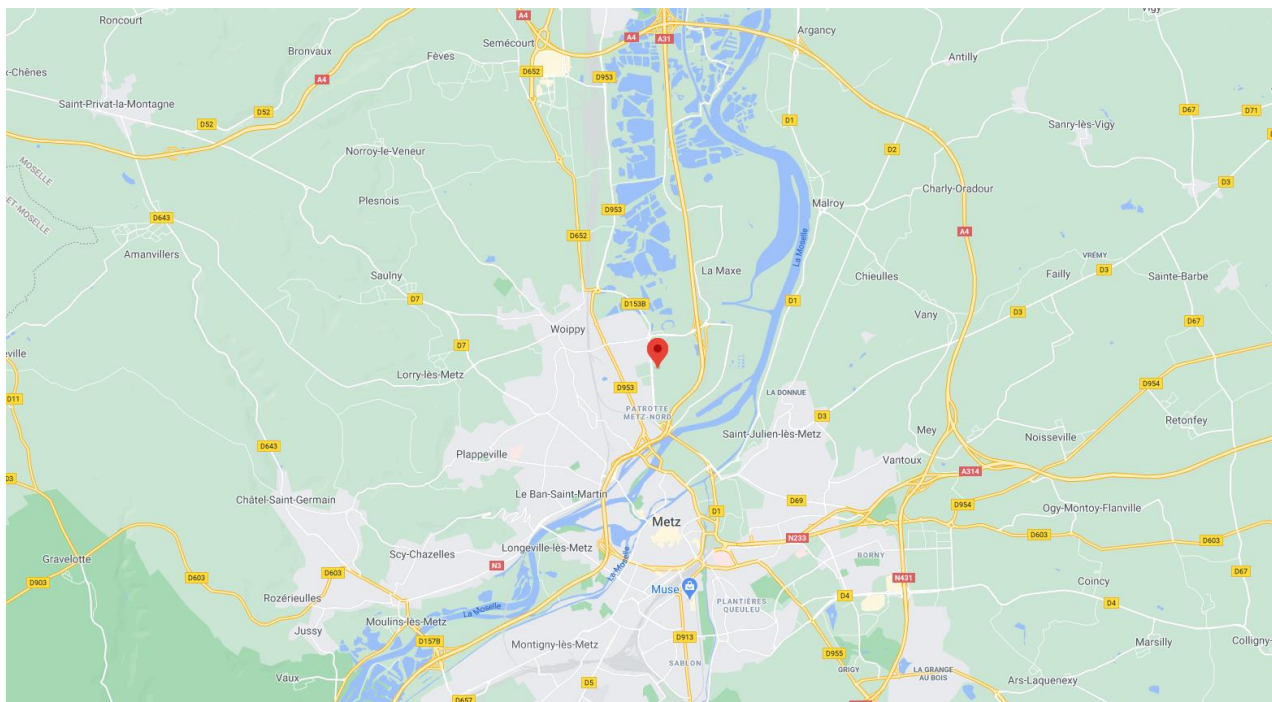 Roncourt
Bronvaux
Semécourt
Fèves
A4
A31
Argancy
Vigy
Antilly
x-Chênes
A4
D652
D953
Saint-Privat-la-Montagne
D52
D52
D1
D67
D71
Sanry-lès-Vigy
Norroy-le-Veneur
D2
MOSELLE
ET-MOSELLE
Plesnois
D3
Charly-Oradour
D953
Malroy
D643
D652
A4
Amanvillers
La Moselle
VRÉMY
Saulny
La Maxe
Chieulles
Failly
D3
Sainte-Barbe
D7
D153B
D1
Vany
D3
D67
Woippy
D7
eville
Lorry-lès-Metz
D953
LA DONNUE
D954
D11
PATROTTE
METZ-NORD
D3
Retonfey
D643
Saint-Julien-lès-Metz
Mey
Noisseville
Plappeville
Vantoux
A314
03
Châtel-Saint-Germain
Le Ban-Saint-Martin
D69
D954
Ogy-Montoy-Flanville
D1
Metz
D603
D603
N233
Gravelotte
Scy-Chazelles
Longeville-lès-Metz
BORNY
La Moselle
N3
D903
D603
D603
N431
D67
Muse
Coincy
Rozérieulles
PLANTIÈRES
QUEULEU
D4
D4
La Moselle
Jussy
Moulins-lès-Metz
D157B
Montigny-lès-Metz
D913
Marsilly
Colligny-
D955
SABLON
GRIGY
LA GRANGE
AU BOIS
Vaux
D5
Ars-Laquenexy
D657